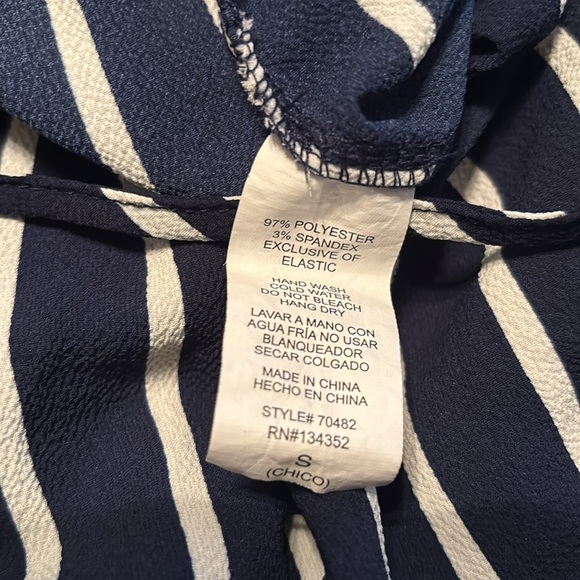 97% POLYESTER
3% SPANDEX
EXCLUSIVE OF
ELASTIC
HAND WASH
COLD WATER
DO NOT BLEACH
HANG DRY
LAVAR A MANO CON
AGUA FRÍA NO USAR
BLANQUEADOR
SECAR COLGADO
MADE IN CHINA
HECHO EN CHINA
STYLE# 70482
RN#134352
S
(CHICO)